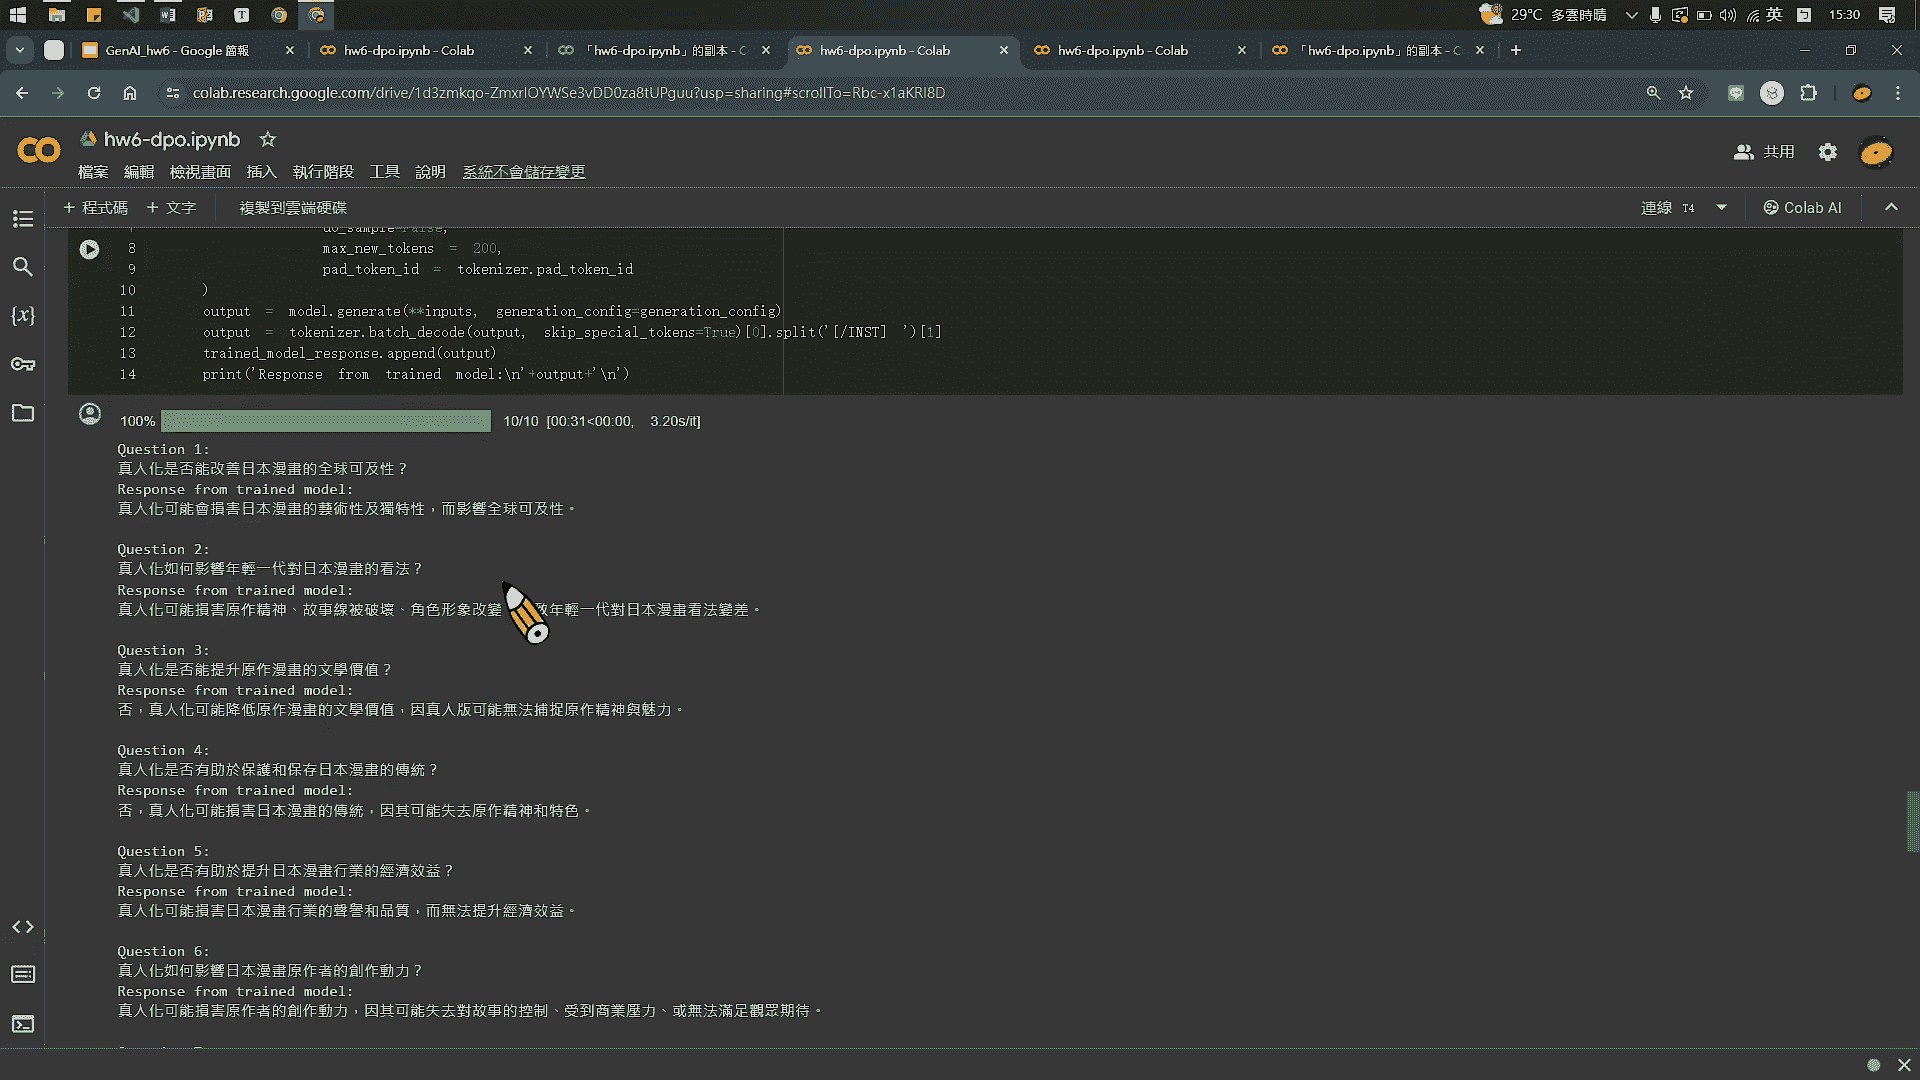 29°C 多雲時晴
英
15:30
GenAI_hw6 - Google 簡報
hw6-dpo.ipynb - Colab
「hw6-dpo.ipynb」的副本 - C
hw6-dpo.ipynb - Colab
hw6-dpo.ipynb - Colab
「hw6-dpo.ipynb」的副本 - C
colab.research.google.com/drive/1d3zmkqo-ZmxrlOYWSe3vDD0za8tUPguu?usp=sharing#scrollTo=Rbc-x1aKRI8D
hw6-dpo.ipynb
共用
檔案 編輯 檢視畫面 插入 執行階段 工具 說明 系統不會儲存變更
+ 程式碼 + 文字 複製到雲端硬碟
連線 T4 Colab AI
do_sample=False,
8 max_new_tokens = 200,
9 pad_token_id = tokenizer.pad_token_id
10 )
11 output = model.generate(**inputs, generation_config=generation_config)
12 output = tokenizer.batch_decode(output, skip_special_tokens=True)[0].split('[/INST] ')[1]
13 trained_model_response.append(output)
14 print('Response from trained model:\n'+output+'\n')
100% 10/10 [00:31<00:00, 3.20s/it]
Question 1:
真人化是否能改善日本漫畫的全球可及性？
Response from trained model:
真人化可能會損害日本漫畫的藝術性及獨特性，而影響全球可及性。
Question 2:
真人化如何影響年輕一代對日本漫畫的看法？
Response from trained model:
真人化可能損害原作精神、故事線被破壞、角色形象改變 致年輕一代對日本漫畫看法變差。
Question 3:
真人化是否能提升原作漫畫的文學價值？
Response from trained model:
否，真人化可能降低原作漫畫的文學價值，因真人版可能無法捕捉原作精神與魅力。
Question 4:
真人化是否有助於保護和保存日本漫畫的傳統？
Response from trained model:
否，真人化可能損害日本漫畫的傳統，因其可能失去原作精神和特色。
Question 5:
真人化是否有助於提升日本漫畫行業的經濟效益？
Response from trained model:
真人化可能損害日本漫畫行業的聲譽和品質，而無法提升經濟效益。
Question 6:
真人化如何影響日本漫畫原作者的創作動力？
Response from trained model:
真人化可能損害原作者的創作動力，因其可能失去對故事的控制、受到商業壓力、或無法滿足觀眾期待。